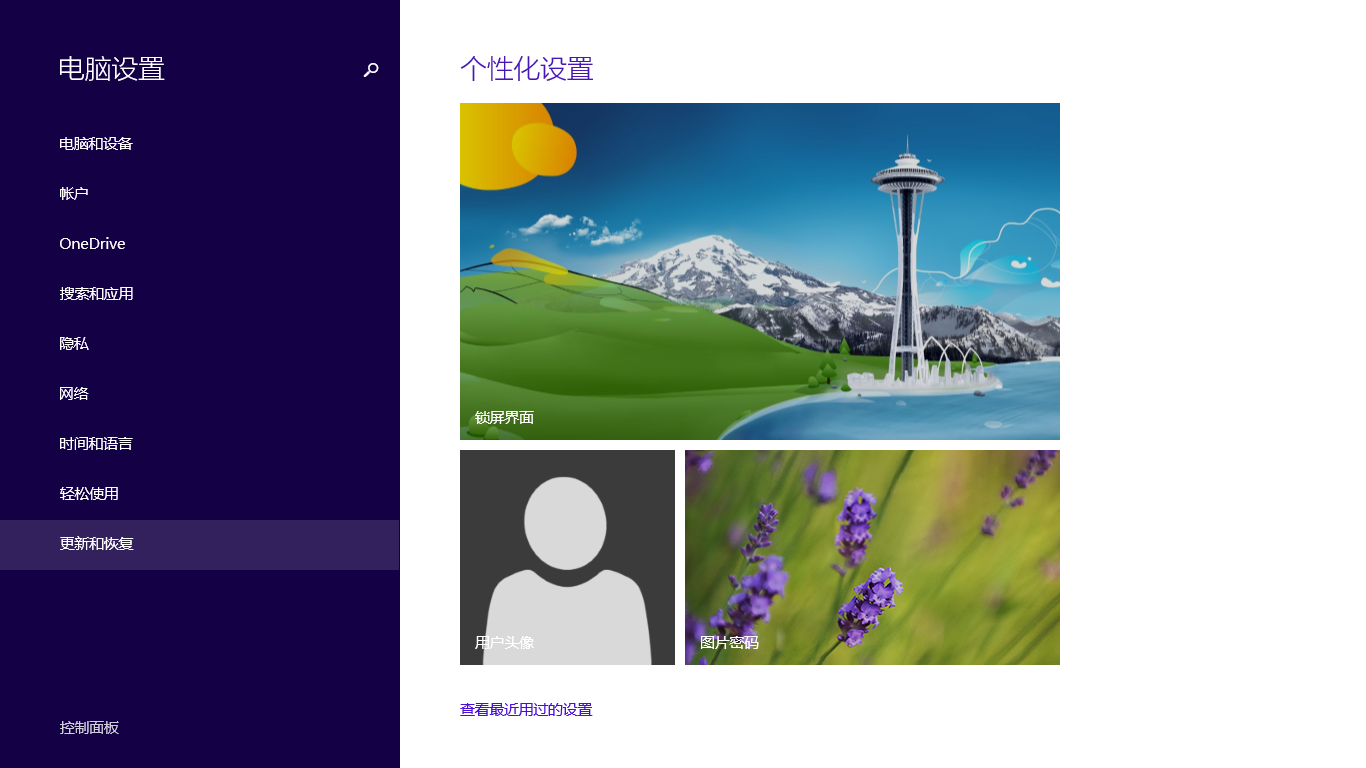 电脑设置
电脑和设备
帐户
OneDrive
搜索和应用
隐私
网络
时间和语言
轻松使用
更新和恢复
控制面板
个性化设置
锁屏界面
用户头像
图片密码
查看最近用过的设置